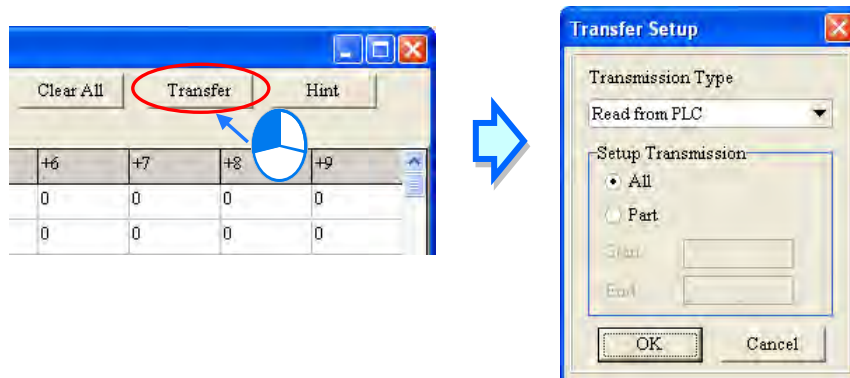 Clear All Transfer Hint
+6 +7 +8 +9
0 0 0 0
0 0 0 0
Transfer Setup
Transmission Type
Read from PLC
Setup Transmission
All
Part
Start
End
OK Cancel